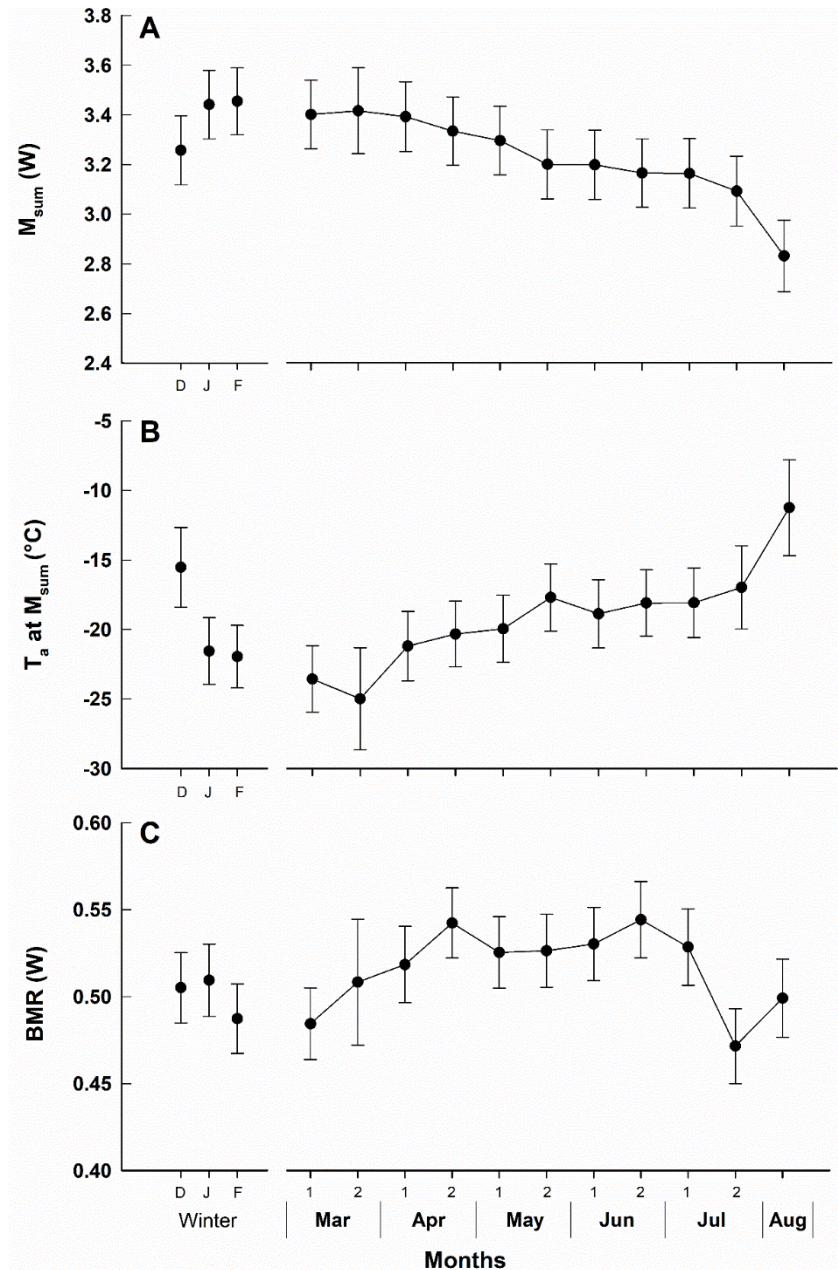 A
3.8
3.6
3.4
3.2
3.0
2.8
2.6
2.4
Msum (W)
D J F
B
-5
-10
-15
-20
-25
-30
Ta at Msum (°C)
D J F
C
0.60
0.55
0.50
0.45
0.40
BMR (W)
D J F 1 2 1 2 1 2 1 2 1 2
Winter Mar Apr May Jun Jul Aug
Months